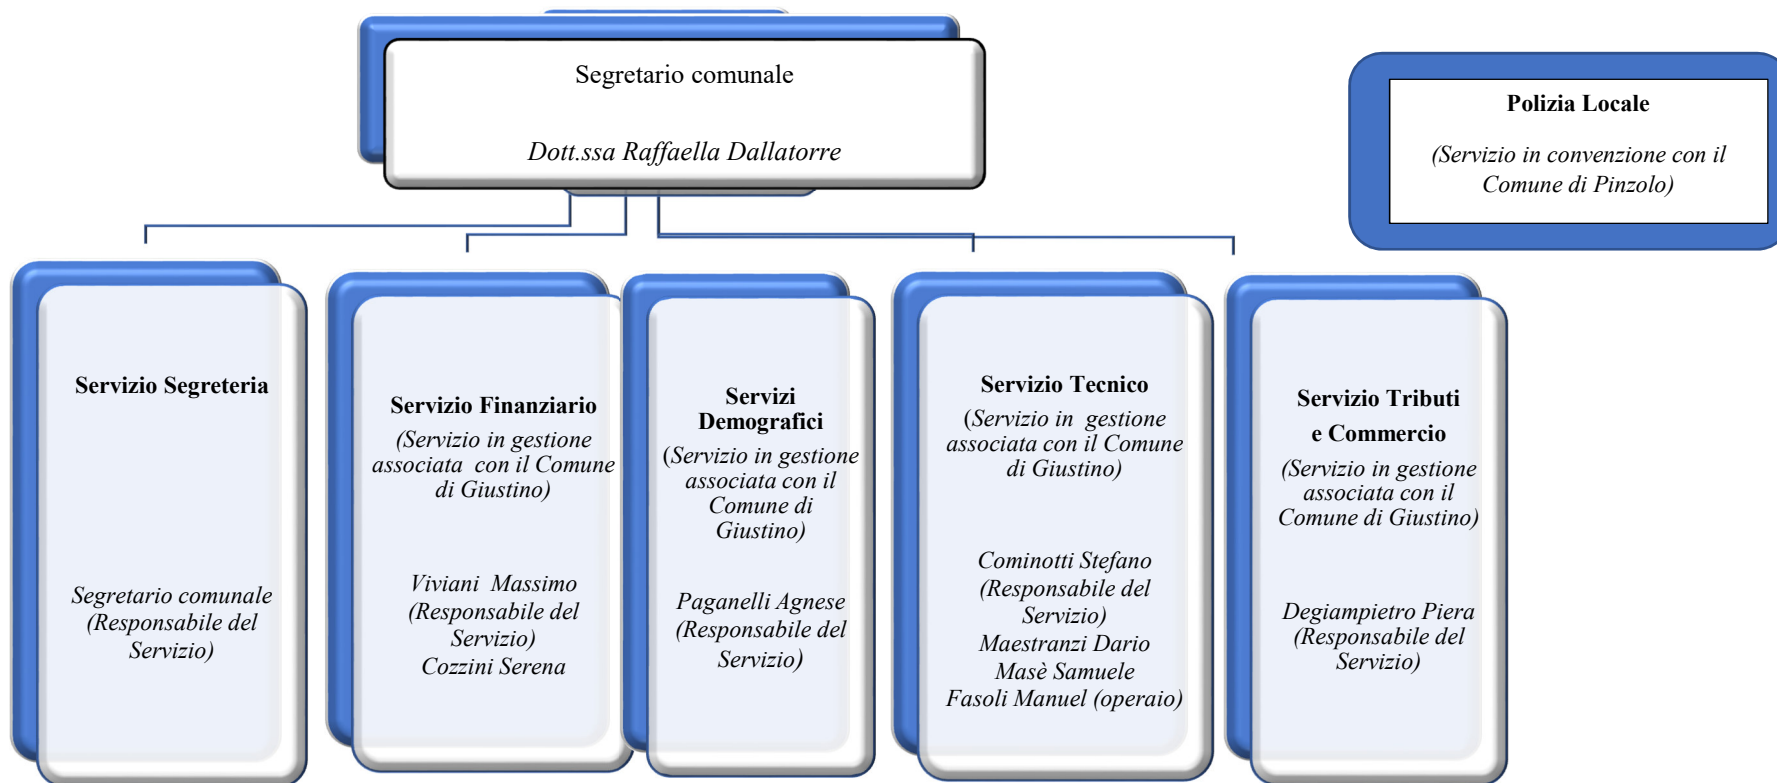 Segretario comunale
Dott.ssa Raffaella Dallatorre
Polizia Locale
(Servizio in convenzione con il
Comune di Pinzolo)
Servizio Segreteria
Segretario comunale
(Responsabile del
Servizio)
Servizio Finanziario
(Servizio in gestione
associata con il Comune
di Giustino)
Viviani Massimo
(Responsabile del
Servizio)
Cozzini Serena
Servizi
Demografici
(Servizio in gestione
associata con il
Comune di
Giustino)
Paganelli Agnese
(Responsabile del
Servizio)
Servizio Tecnico
(Servizio in gestione
associata con il Comune
di Giustino)
Cominotti Stefano
(Responsabile del
Servizio)
Maestranzi Dario
Masè Samuele
Fasoli Manuel (operaio)
Servizio Tributi
e Commercio
(Servizio in gestione
associata con il
Comune di Giustino)
Degiampietro Piera
(Responsabile del
Servizio)